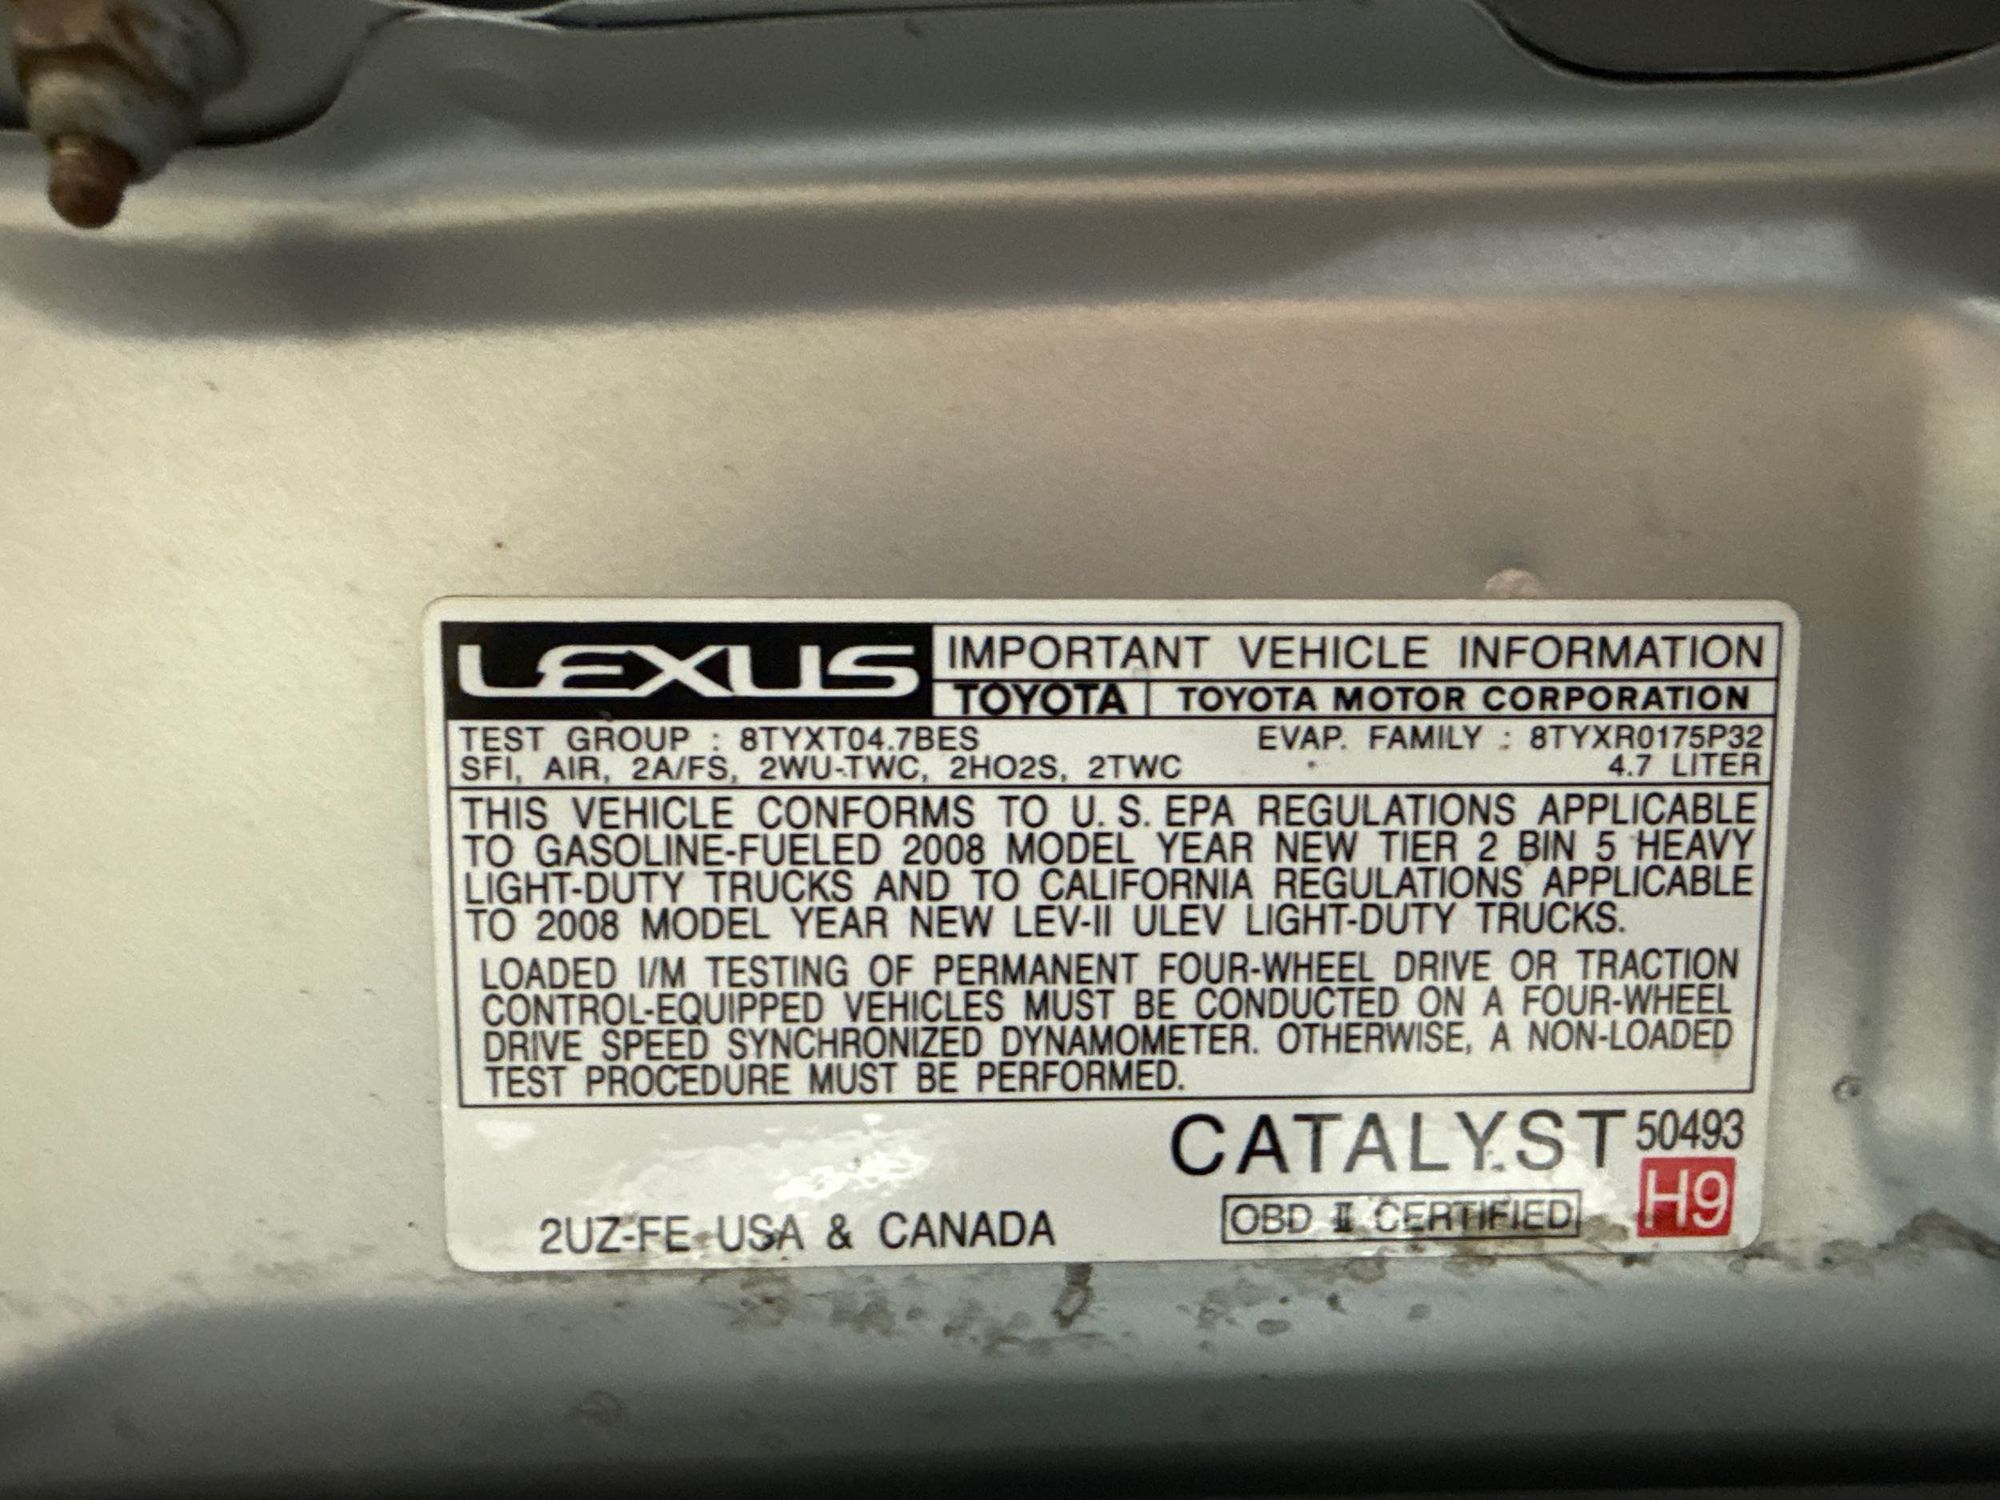 LEXUS IMPORTANT VEHICLE INFORMATION
TOYOTA TOYOTA MOTOR CORPORATION
TEST GROUP : 8TYXT04.7BES EVAP. FAMILY : 8TYXR0175P32
SFI, AIR, 2A/FS, 2WU-TWC, 2HO2S, 2TWC 4.7 LITER
THIS VEHICLE CONFORMS TO U.S. EPA REGULATIONS APPLICABLE
TO GASOLINE-FUELED 2008 MODEL YEAR NEW TIER 2 BIN 5 HEAVY
LIGHT-DUTY TRUCKS AND TO CALIFORNIA REGULATIONS APPLICABLE
TO 2008 MODEL YEAR NEW LEV-II ULEV LIGHT-DUTY TRUCKS.
LOADED I/M TESTING OF PERMANENT FOUR-WHEEL DRIVE OR TRACTION
CONTROL-EQUIPPED VEHICLES MUST BE CONDUCTED ON A FOUR-WHEEL
DRIVE SPEED SYNCHRONIZED DYNAMOMETER. OTHERWISE, A NON-LOADED
TEST PROCEDURE MUST BE PERFORMED.
CATALYST 50493
2UZ-FE USA & CANADA OBD II CERTIFIED H9